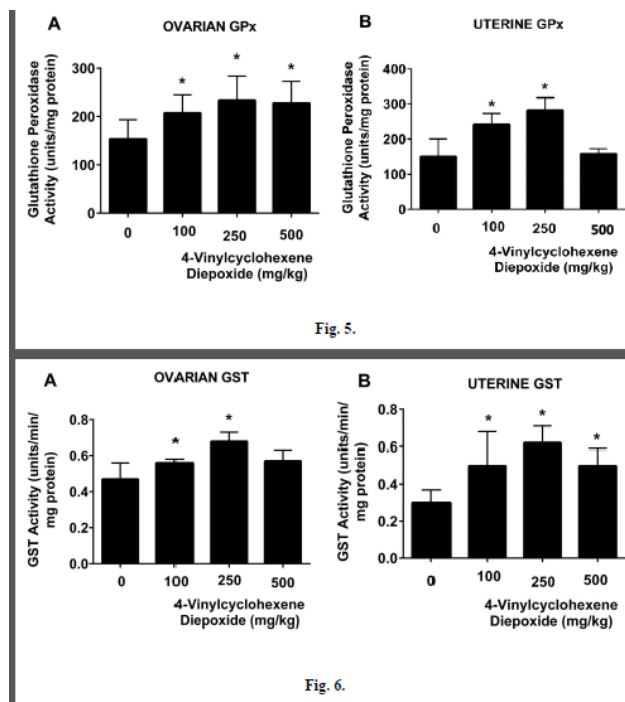 A
OVARIAN GPx
Glutathione Peroxidase
Activity (units/mg protein)
300
200
100
0
*
*
*
0
100
250
500
4-Vinylcyclohexene
Diepoxide (mg/kg)
B
UTERINE GPx
Glutathione Peroxidase
Activity (units/mg protein)
400
300
200
100
0
*
*
0
100
250
500
4-Vinylcyclohexene
Diepoxide (mg/kg)
Fig. 5.
A
OVARIAN GST
GST Activity (units/min/
mg protein)
0.8
0.6
0.4
0.2
0.0
*
*
0
100
250
500
4-Vinylcyclohexene
Diepoxide (mg/kg)
B
UTERINE GST
GST Activity (units/min/
mg protein)
0.8
0.6
0.4
0.2
0.0
*
*
*
0
100
250
500
4-Vinylcyclohexene
Diepoxide (mg/kg)
Fig. 6.